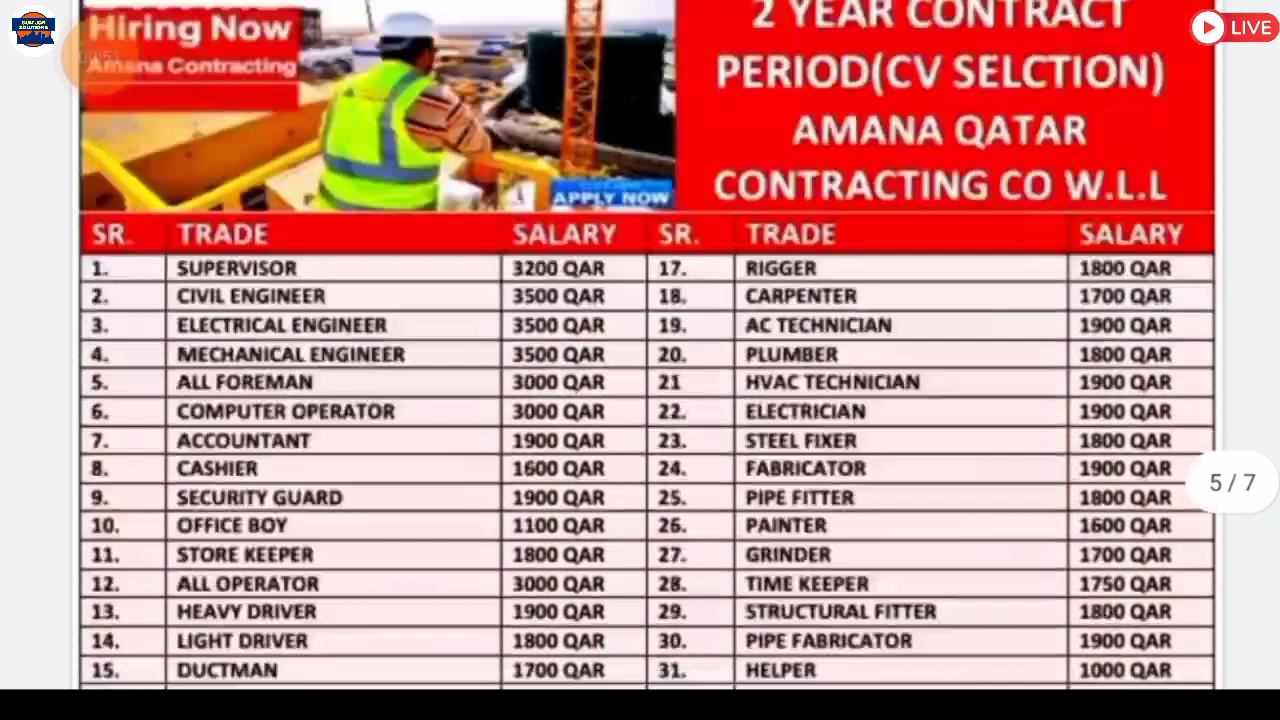 GULF JOB
SOLUTIONS
Hiring Now
Amana Contracting
APPLY NOW
2 YEAR CONTRACT
PERIOD(CV SELCTION)
AMANA QATAR
CONTRACTING CO W.L.L
LIVE
SR. TRADE SALARY SR. TRADE SALARY
1. SUPERVISOR 3200 QAR 17. RIGGER 1800 QAR
2. CIVIL ENGINEER 3500 QAR 18. CARPENTER 1700 QAR
3. ELECTRICAL ENGINEER 3500 QAR 19. AC TECHNICIAN 1900 QAR
4. MECHANICAL ENGINEER 3500 QAR 20. PLUMBER 1800 QAR
5. ALL FOREMAN 3000 QAR 21 HVAC TECHNICIAN 1900 QAR
6. COMPUTER OPERATOR 3000 QAR 22. ELECTRICIAN 1900 QAR
7. ACCOUNTANT 1900 QAR 23. STEEL FIXER 1800 QAR
8. CASHIER 1600 QAR 24. FABRICATOR 1900 QAR
9. SECURITY GUARD 1900 QAR 25. PIPE FITTER 1800 QAR
5 / 7
10. OFFICE BOY 1100 QAR 26. PAINTER 1600 QAR
11. STORE KEEPER 1800 QAR 27. GRINDER 1700 QAR
12. ALL OPERATOR 3000 QAR 28. TIME KEEPER 1750 QAR
13. HEAVY DRIVER 1900 QAR 29. STRUCTURAL FITTER 1800 QAR
14. LIGHT DRIVER 1800 QAR 30. PIPE FABRICATOR 1900 QAR
15. DUCTMAN 1700 QAR 31. HELPER 1000 QAR